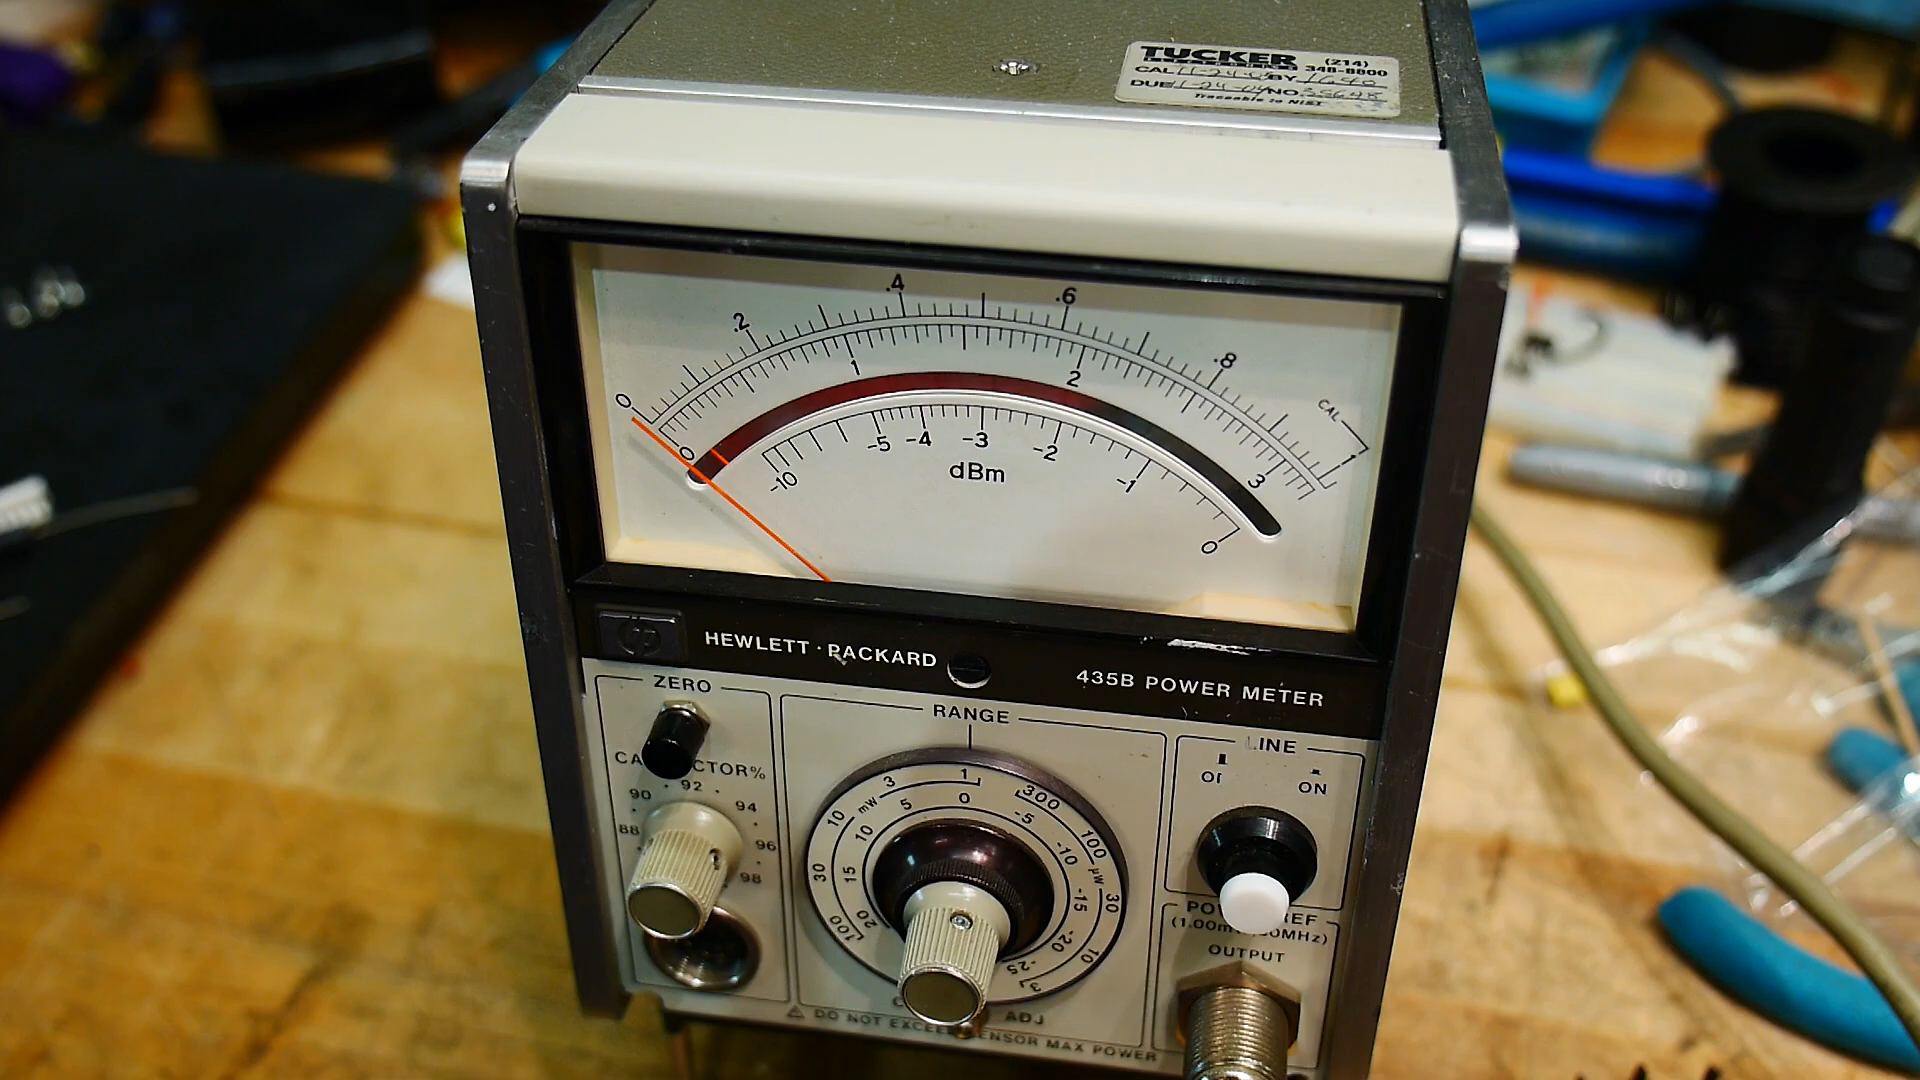 TUCKER (214)
348-8800
CAL BY
DUE NO
Traceable to NIST
0 .2 .4 .6 .8 1
CAL
0 1 2 3
-10 -5 -4 -3 -2 -1 0
dBm
hp HEWLETT·PACKARD
435B POWER METER
ZERO
RANGE
LINE
ON
88 90 92 94 96 98
100 30 10 mW 3 1 300 100 µW 30 10 3
20 15 10 5 0 -5 -10 -15 -20 -25
OUTPUT
ADJ
DO NOT EXCEED SENSOR MAX POWER